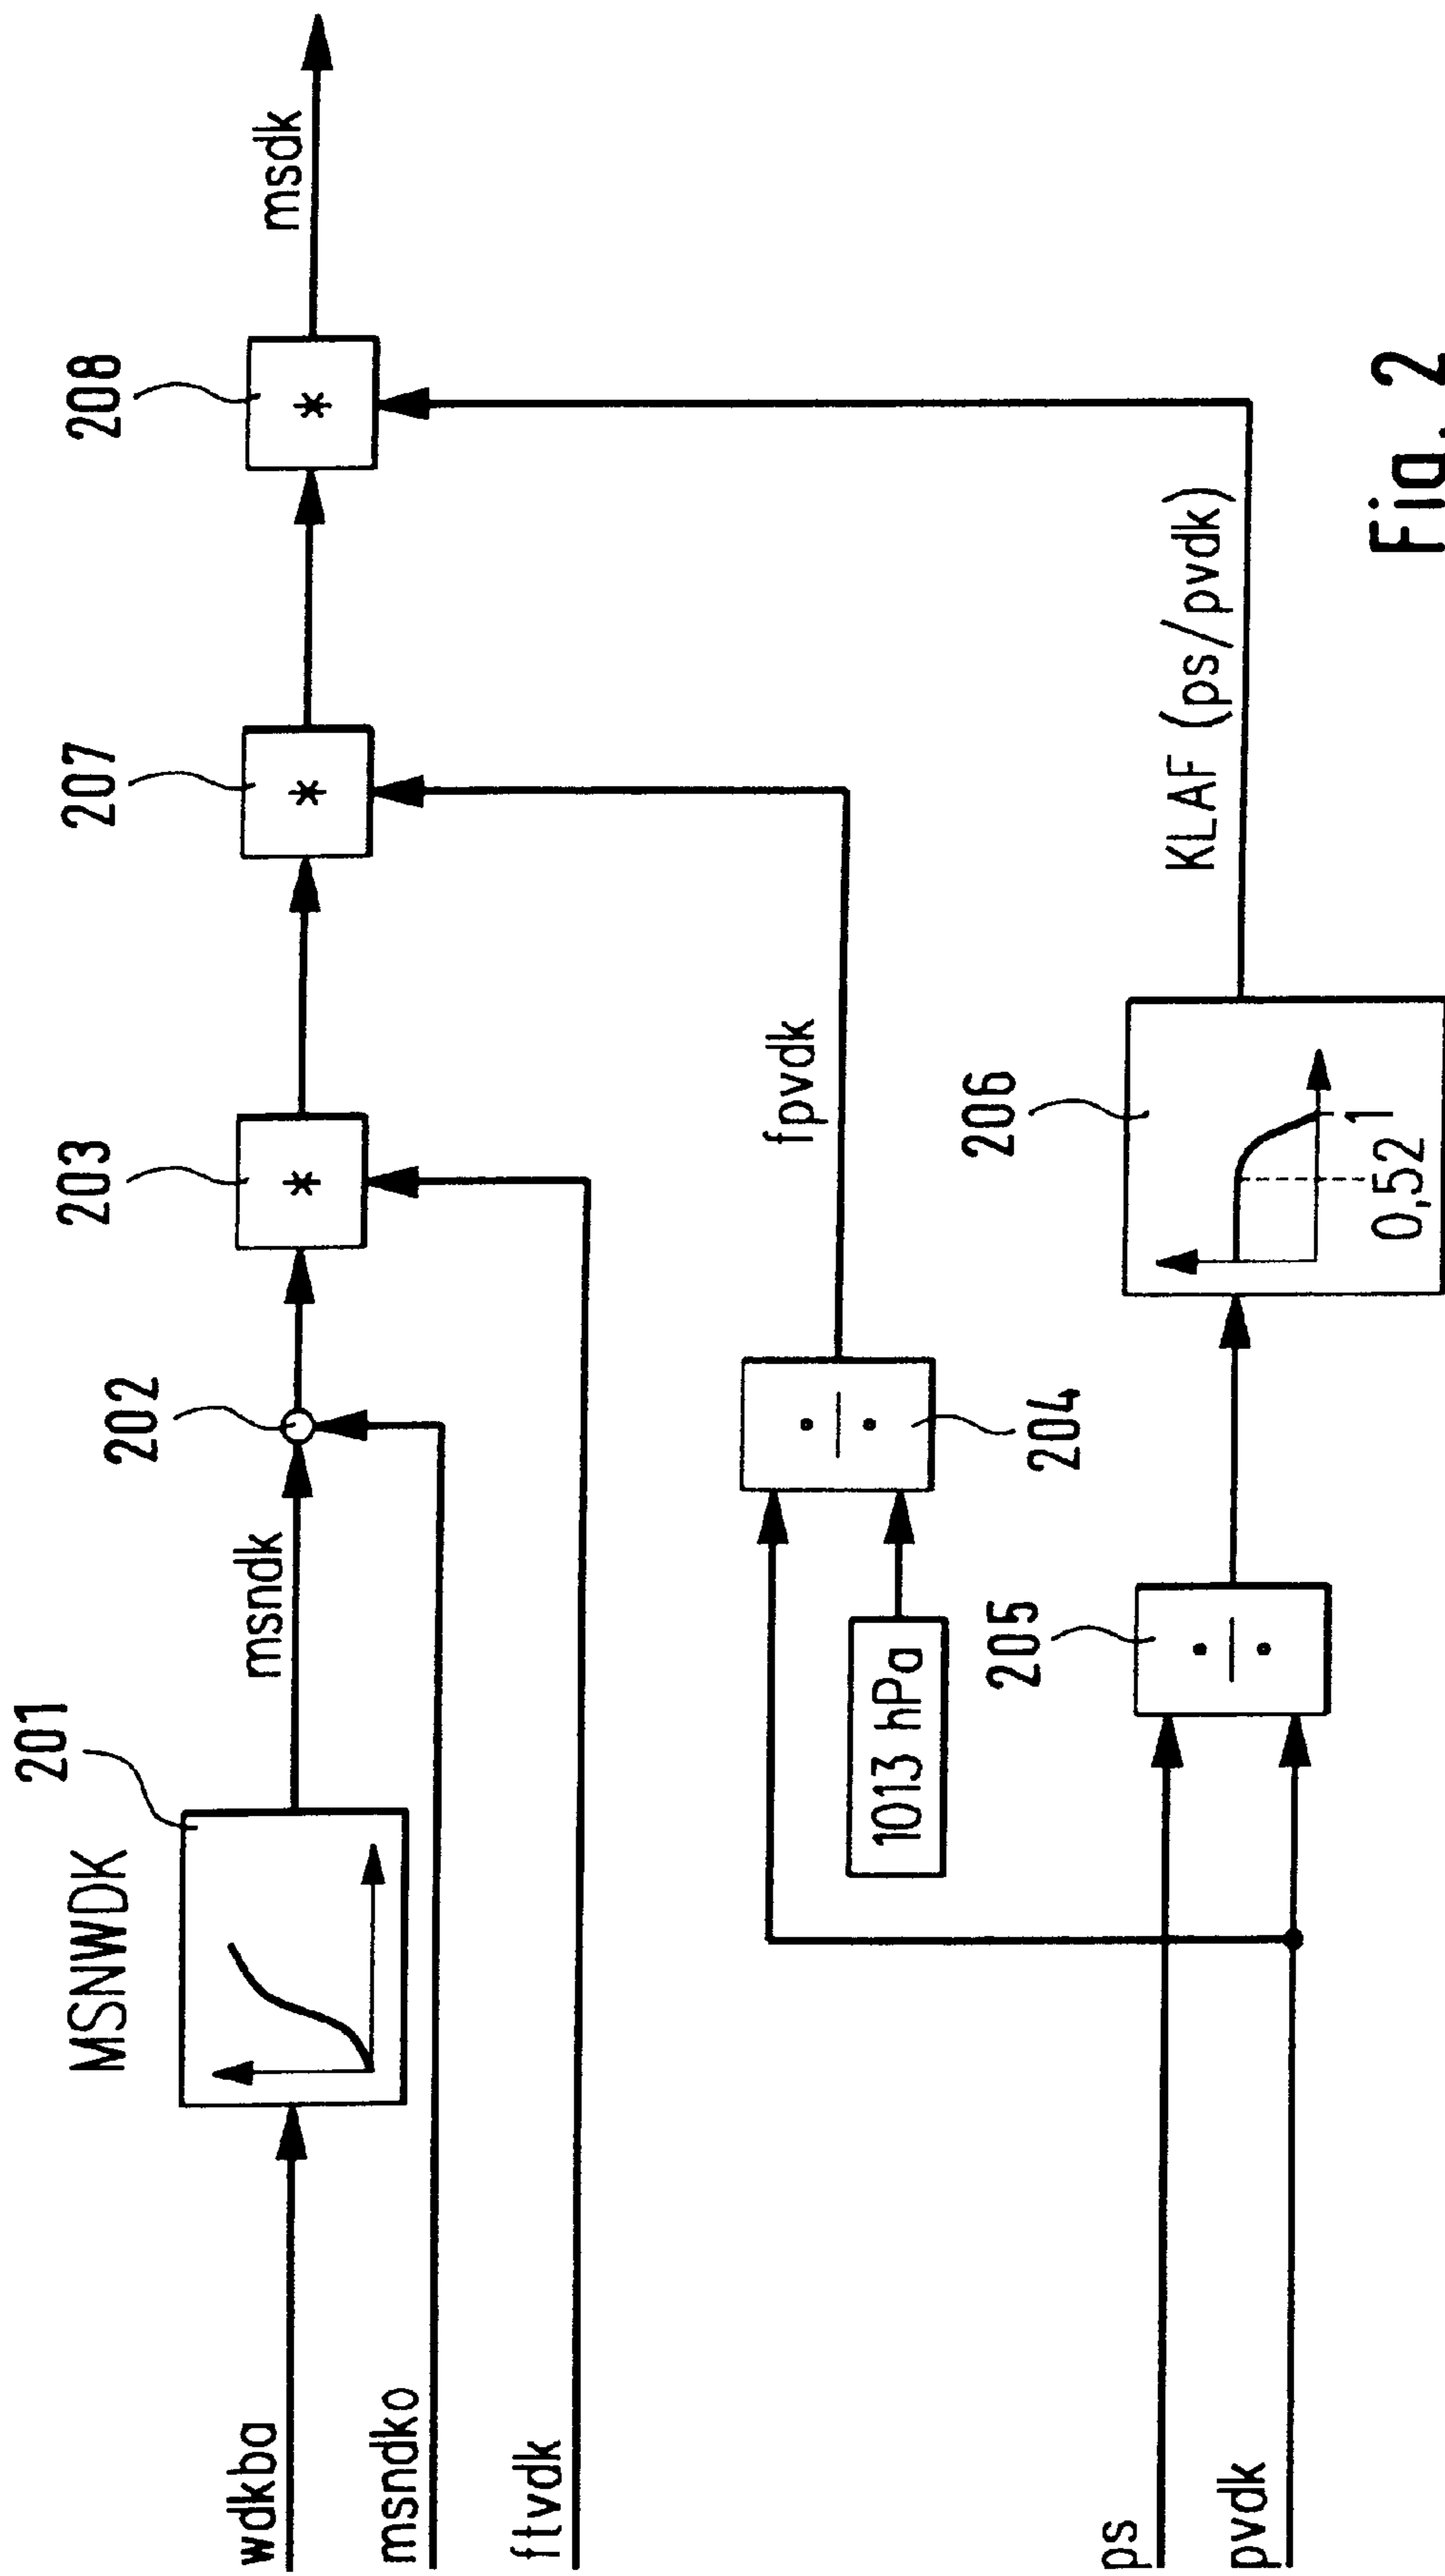 MSNWDK
201
202
203
207
208
wdkba
msndk
msdk
msndko
ftvdk
fpvdk
1013 hPa
204
205
206
0,52
1
KLAF (ps/pvdk)
ps
pvdk
Fig. 2